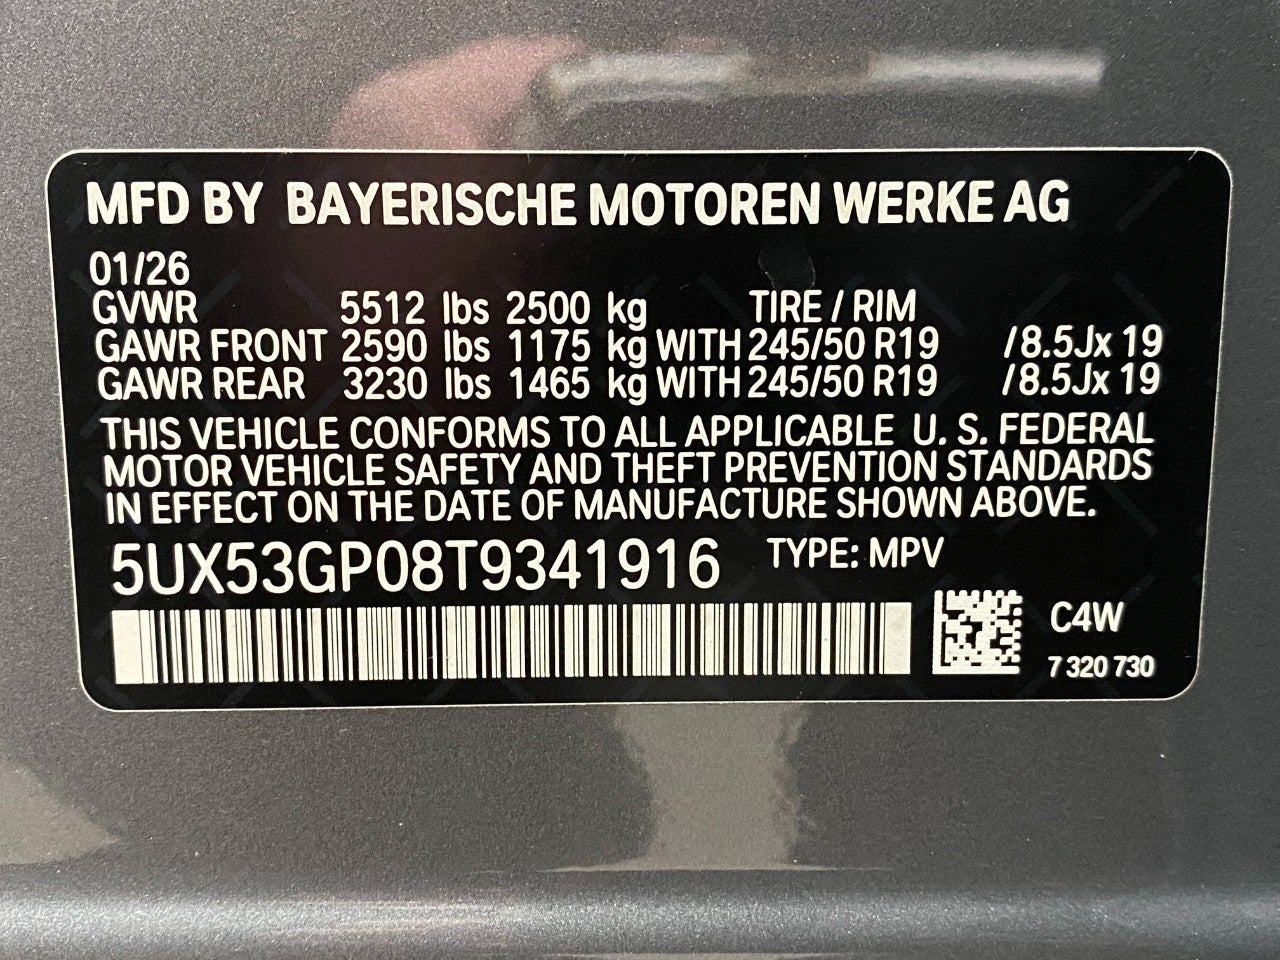 MFD BY BAYERISCHE MOTOREN WERKE AG
01/26
GVWR 5512 lbs 2500 kg TIRE / RIM
GAWR FRONT 2590 lbs 1175 kg WITH 245/50 R19 /8.5Jx 19
GAWR REAR 3230 lbs 1465 kg WITH 245/50 R19 /8.5Jx 19
THIS VEHICLE CONFORMS TO ALL APPLICABLE U. S. FEDERAL
MOTOR VEHICLE SAFETY AND THEFT PREVENTION STANDARDS
IN EFFECT ON THE DATE OF MANUFACTURE SHOWN ABOVE.
5UX53GP08T9341916 TYPE: MPV
C4W
7 320 730